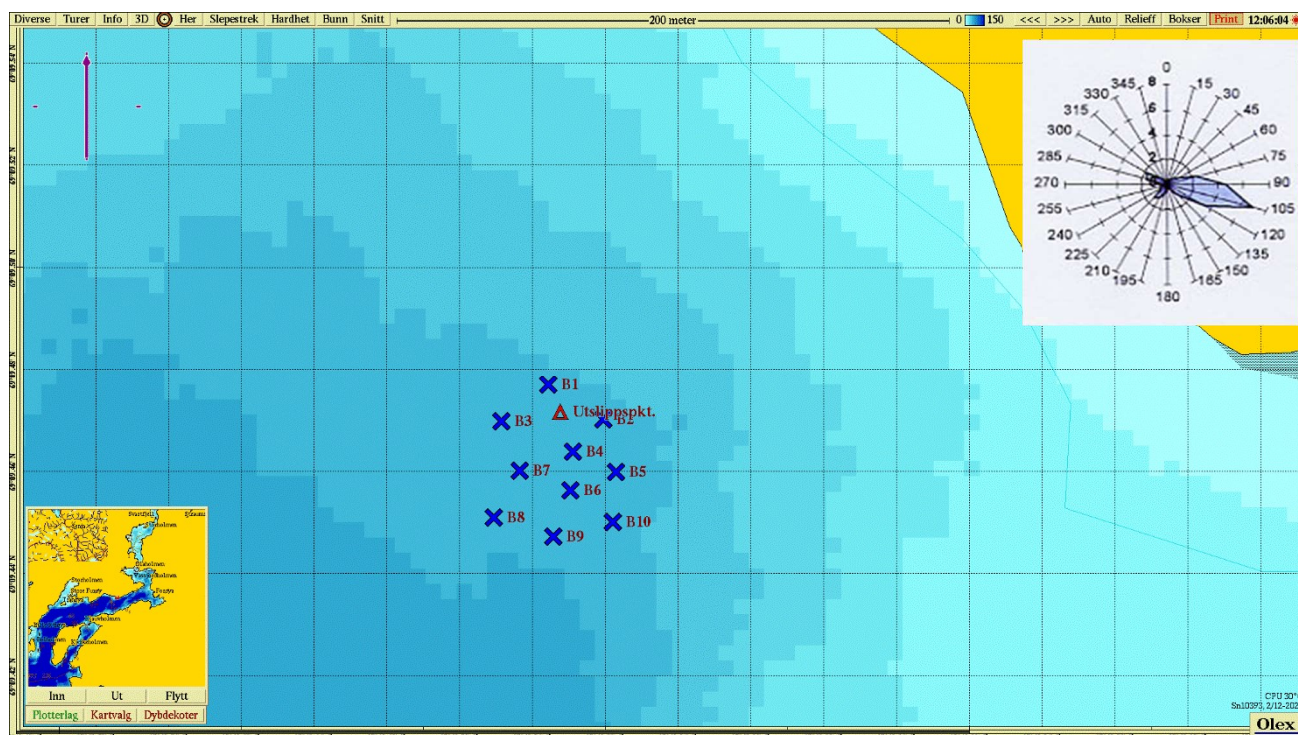 Diverse Turer Info 3D Her Slepestrek Hardhet Bunn Snitt 200 meter 0 150 <<< >>> Auto Relieff Bokser Print 12:06:04
0
345 15
330 30
315 45
300 60
285 75
270 90
255 105
240 120
225 135
210 150
195 165
180
8
6
4
2
B1
Utslippspkt.
B3
B2
B4
B7
B5
B6
B8
B10
B9
Storholmen
Inn Ut Flytt
Plotterlag Kartvalg Dybdekoter
CPU 30°
Olex